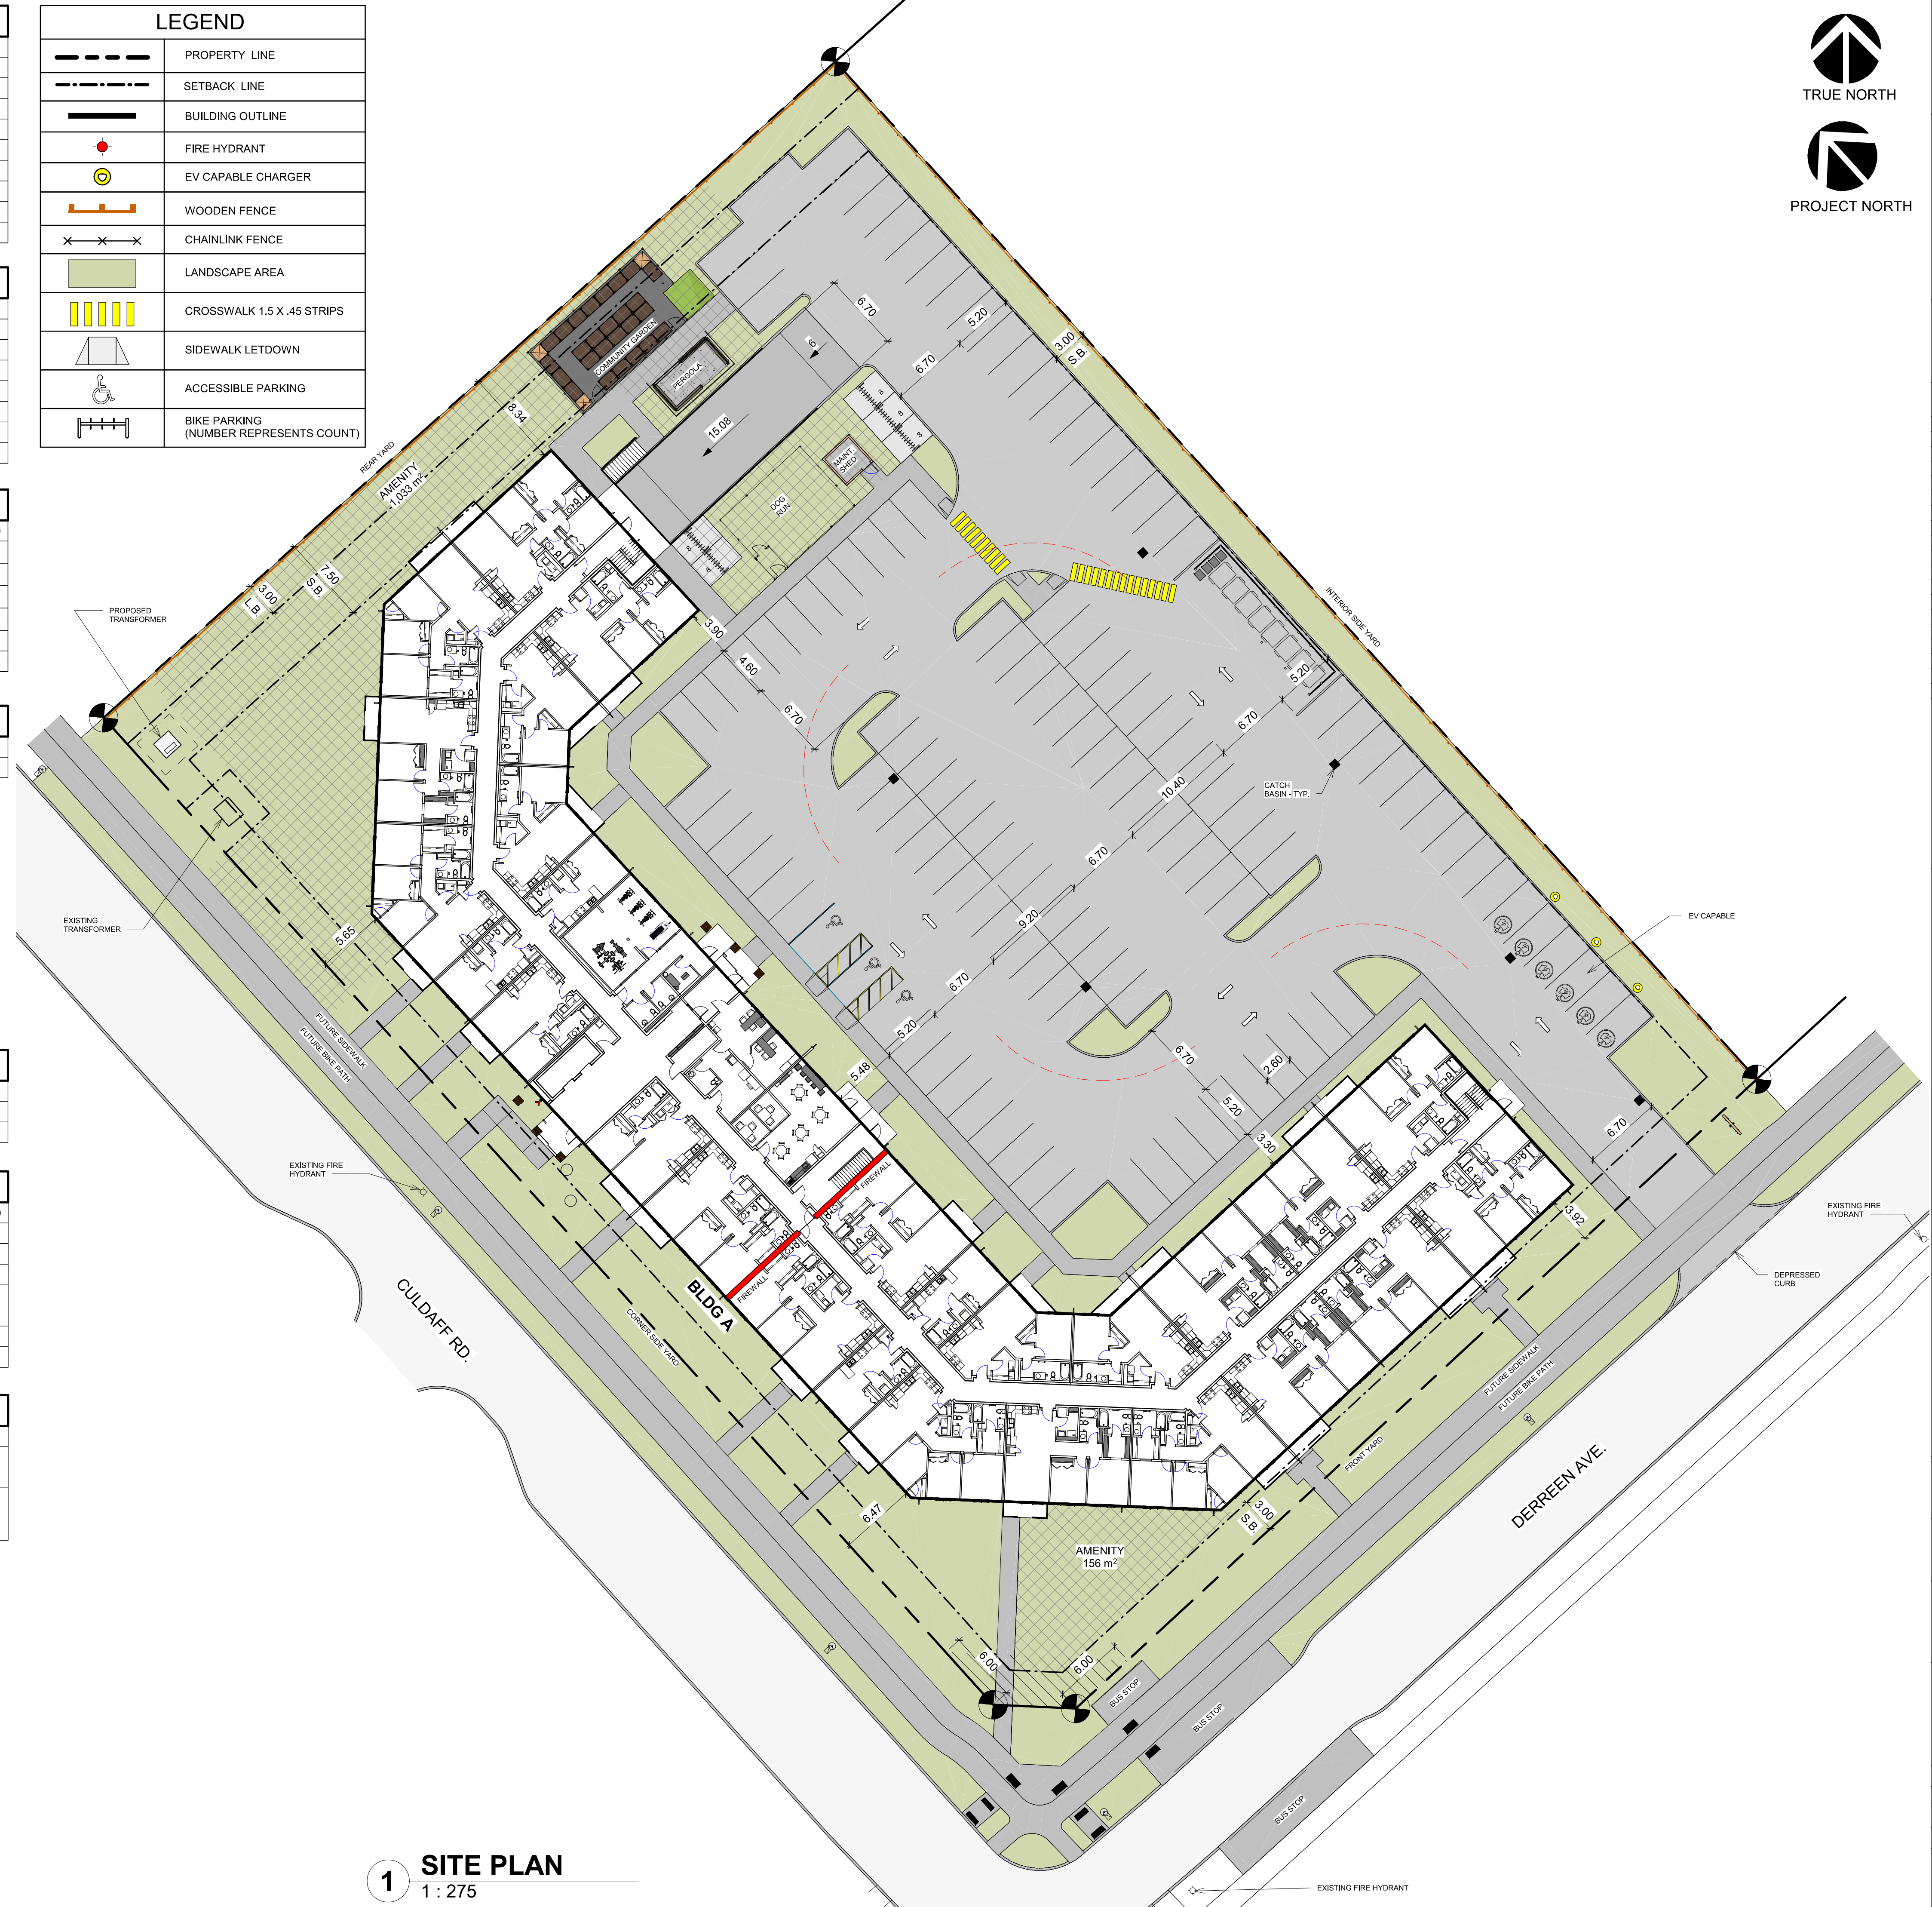 LEGEND
PROPERTY LINE
SETBACK LINE
BUILDING OUTLINE
FIRE HYDRANT
EV CAPABLE CHARGER
WOODEN FENCE
CHAINLINK FENCE
LANDSCAPE AREA
CROSSWALK 1.5 X .45 STRIPS
SIDEWALK LETDOWN
ACCESSIBLE PARKING
BIKE PARKING
(NUMBER REPRESENTS COUNT)
TRUE NORTH
PROJECT NORTH
6.70
5.20
3.00
S.B.
6
6.70
COMMUNITY GARDEN
PERGOLA
8.34
15.08
8
8
8
REAR YARD
AMENITY
1,033 m²
MAINT.
SHED
DOG
RUN
8
7.50
S.B.
3.00
L.B
PROPOSED
TRANSFORMER
INTERIOR SIDE YARD
3.90
4.60
5.20
6.70
6.70
CATCH
BASIN - TYP.
10.40
6.70
EXISTING
TRANSFORMER
5.65
9.20
EV CAPABLE
6.70
5.20
FUTURE SIDEWALK
FUTURE BIKE PATH
5.48
6.70
2.60
5.20
3.30
6.70
EXISTING FIRE
HYDRANT
FIREWALL
FIREWALL
3.92
EXISTING FIRE
HYDRANT
DEPRESSED
CURB
BLDG A
CULDAFF RD.
CORNER SIDE YARD
FUTURE SIDEWALK
FUTURE BIKE PATH
FRONT YARD
DERREEN AVE.
6.47
3.00
S.B.
AMENITY
156 m²
6.00
6.00
BUS STOP
BUS STOP
BUS STOP
1
SITE PLAN
1 : 275
EXISTING FIRE HYDRANT